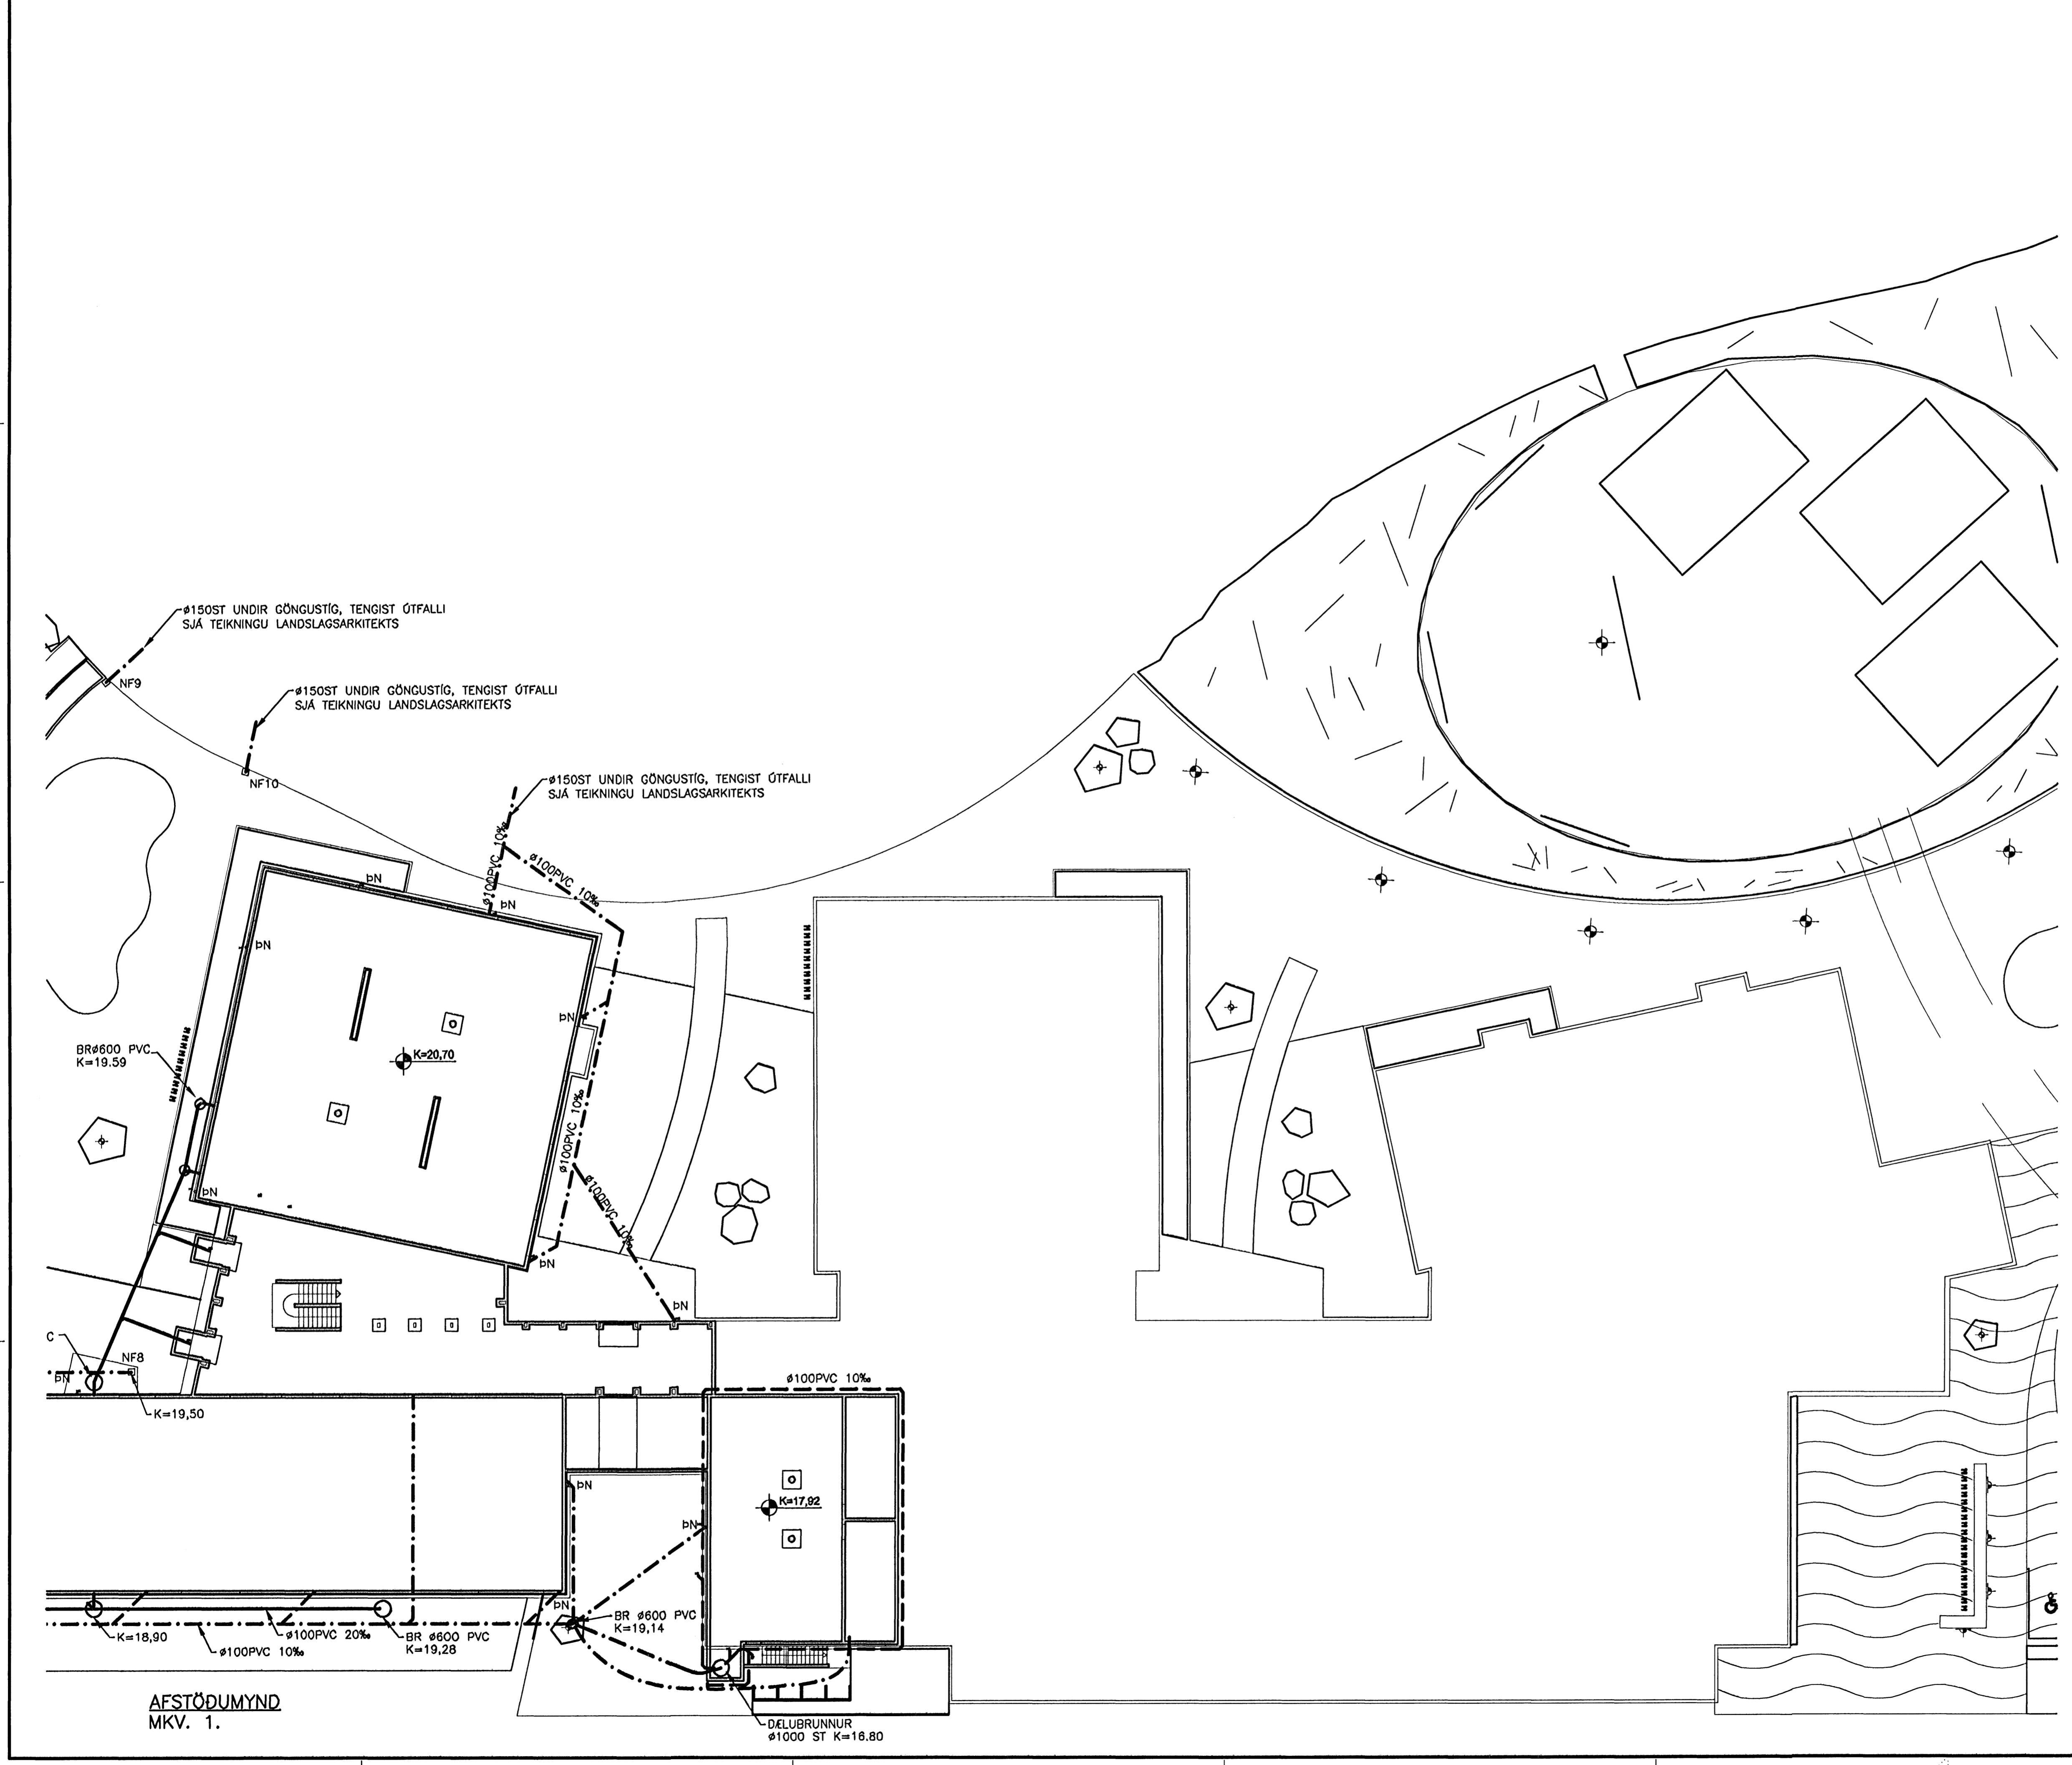 ø150ST UNDIR GÖNGUSTÍG, TENGIST ÚTFALLI
SJÁ TEIKNINGU LANDSLAGSARKITEKTS
NF9
ø150ST UNDIR GÖNGUSTÍG, TENGIST ÚTFALLI
SJÁ TEIKNINGU LANDSLAGSARKITEKTS
NF10
ø150ST UNDIR GÖNGUSTÍG, TENGIST ÚTFALLI
SJÁ TEIKNINGU LANDSLAGSARKITEKTS
ø100PVC 10‰
ø100PVC 10‰
ÞN
ÞN
ÞN
ÞN
BRø600 PVC
K=19.59
K=20,70
ø100PVC 10‰
ø100PVC 10‰
ÞN
ÞN
ÞN
C
NF8
ÞN
K=19,50
ø100PVC 10‰
ÞN
K=17,92
ÞN
ÞN
BR ø600 PVC
K=19,14
K=18,90
ø100PVC 20‰
ø100PVC 10‰
BR ø600 PVC
K=19,28
AFSTÖÐUMYND
MKV. 1.
DÆLUBRUNNUR
ø1000 ST K=16.80